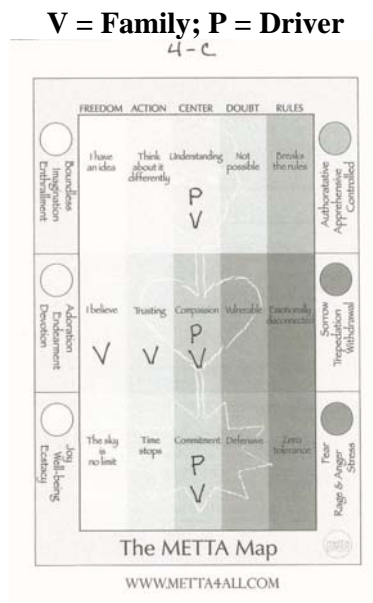 V = Family; P = Driver
4-C
FREEDOM ACTION CENTER DOUBT RULES
I have an idea
Think about it differently
Understanding
Not possible
Breaks the rules
P
V
Boundless
Imagination
Enthrallment
Authoratative
Apprehensive
Controlled
I believe
Trusting
Compassion
Vulnerable
Emotionally disconnected
P
V V V
Adoration
Endearment
Devotion
Sorrow
Trepedation
Withdrawal
The sky is no limit
Time stops
Commitment
Defensive
Zero tolerance
P
V
Joy
Well-being
Ecstacy
Fear
Rage & Anger
Stress
The METTA Map
WWW.METTA4ALL.COM